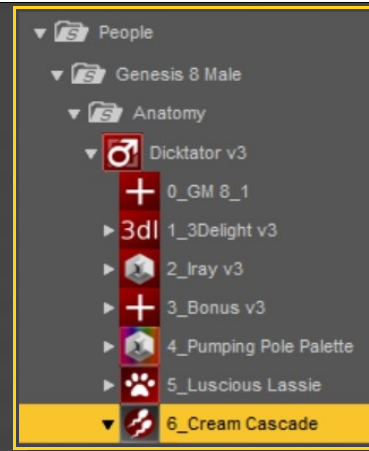 People
Genesis 8 Male
Anatomy
Dicktator v3
0_GM 8_1
3dl 1_3Delight v3
2_Iray v3
3_Bonus v3
4_Pumping Pole Palette
5_Luscious Lassie
6_Cream Cascade